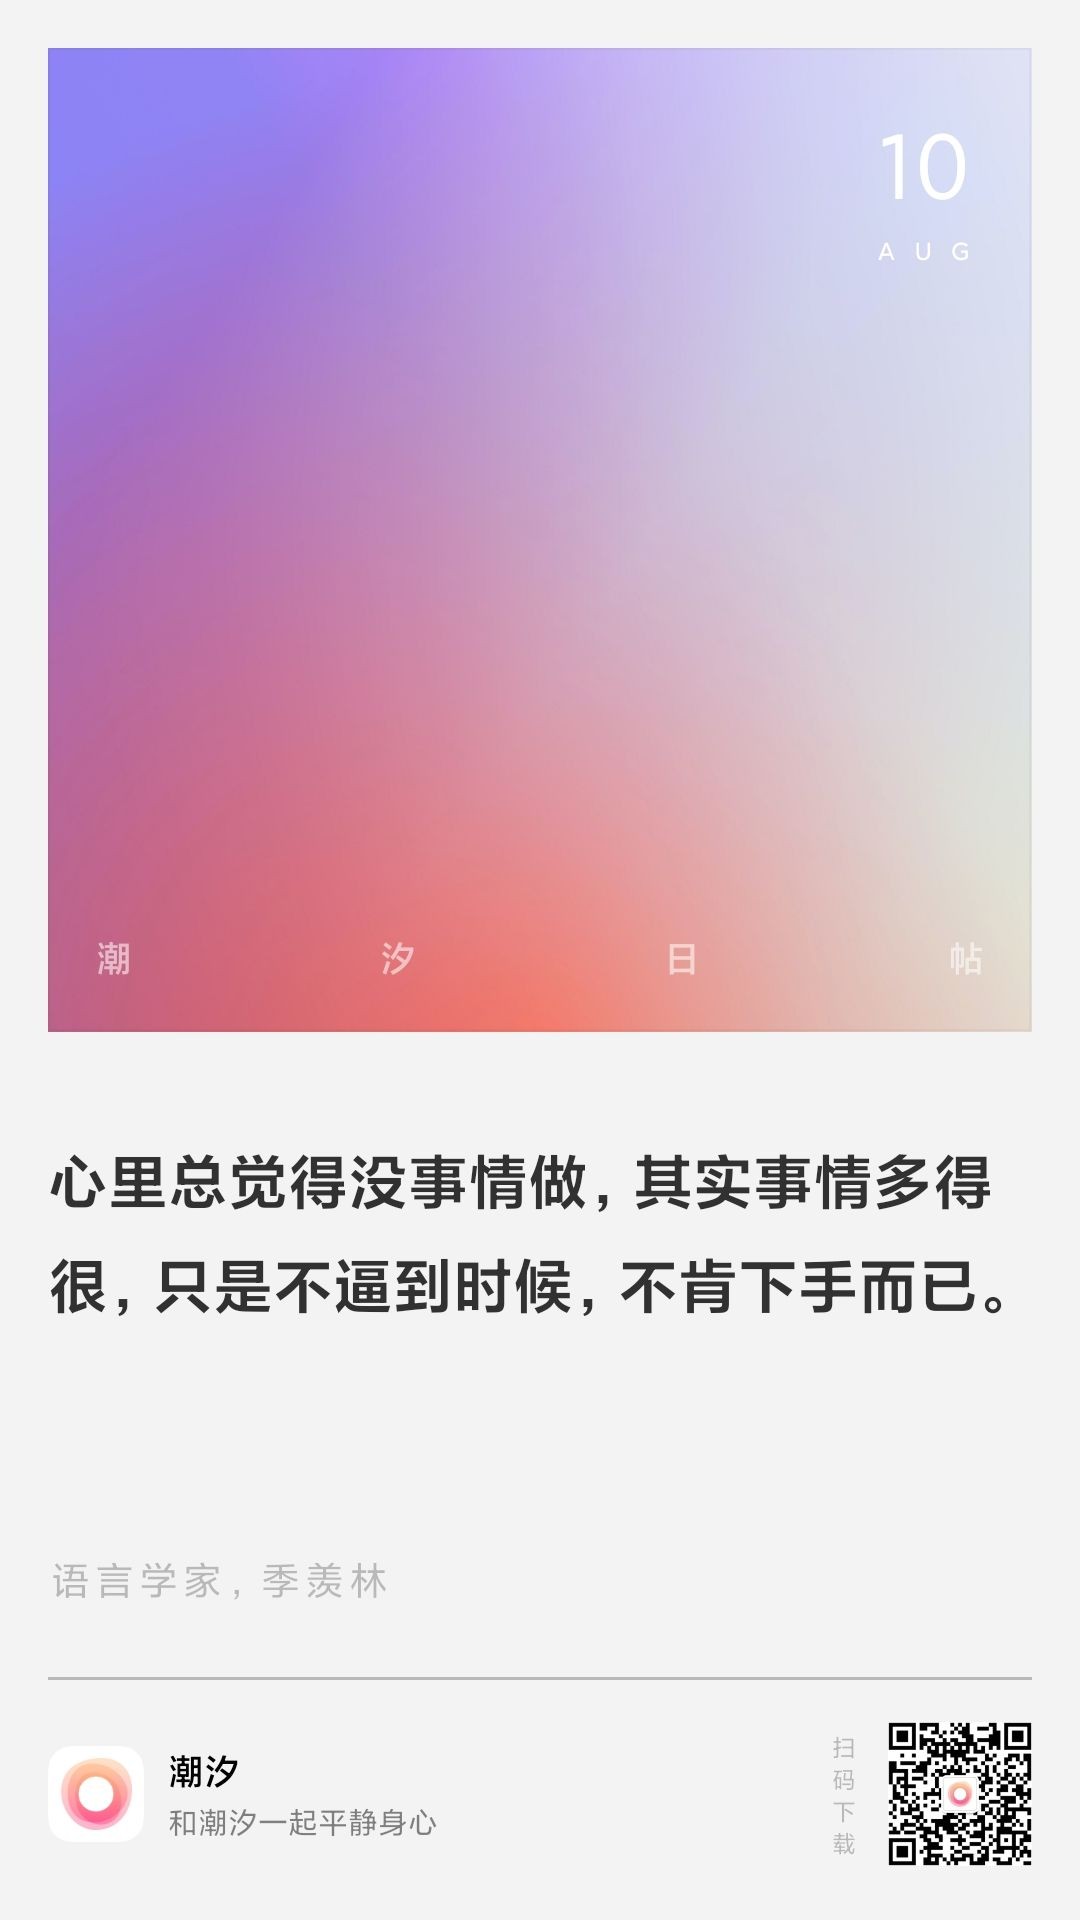 10
AUG
潮汐日帖
心里总觉得没事情做，其实事情多得
很，只是不逼到时候，不肯下手而已。
语言学家，季羡林
潮汐
和潮汐一起平静身心
扫码下载